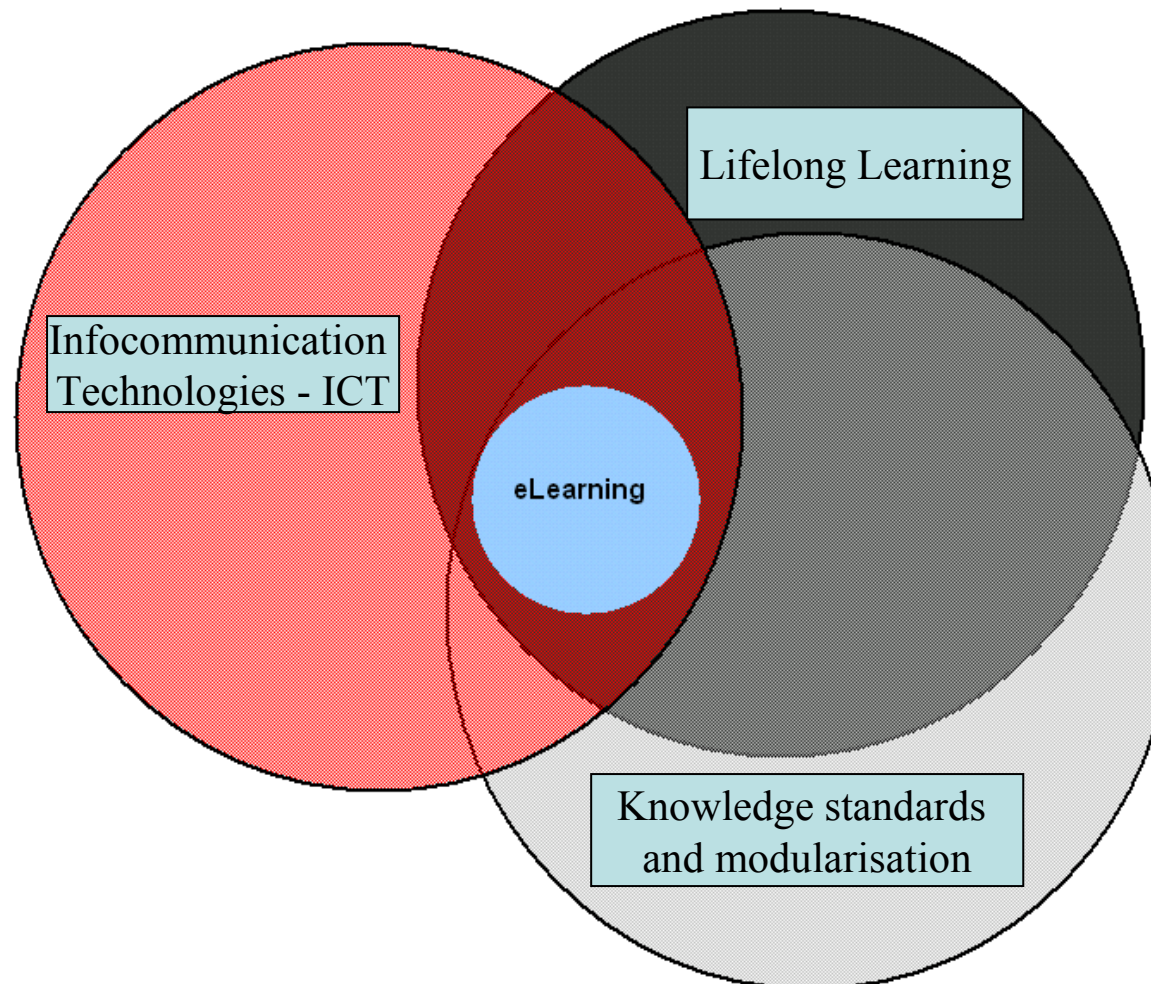 Lifelong Learning
Infocommunication
Technologies - ICT
eLearning
Knowledge standards
and modularisation